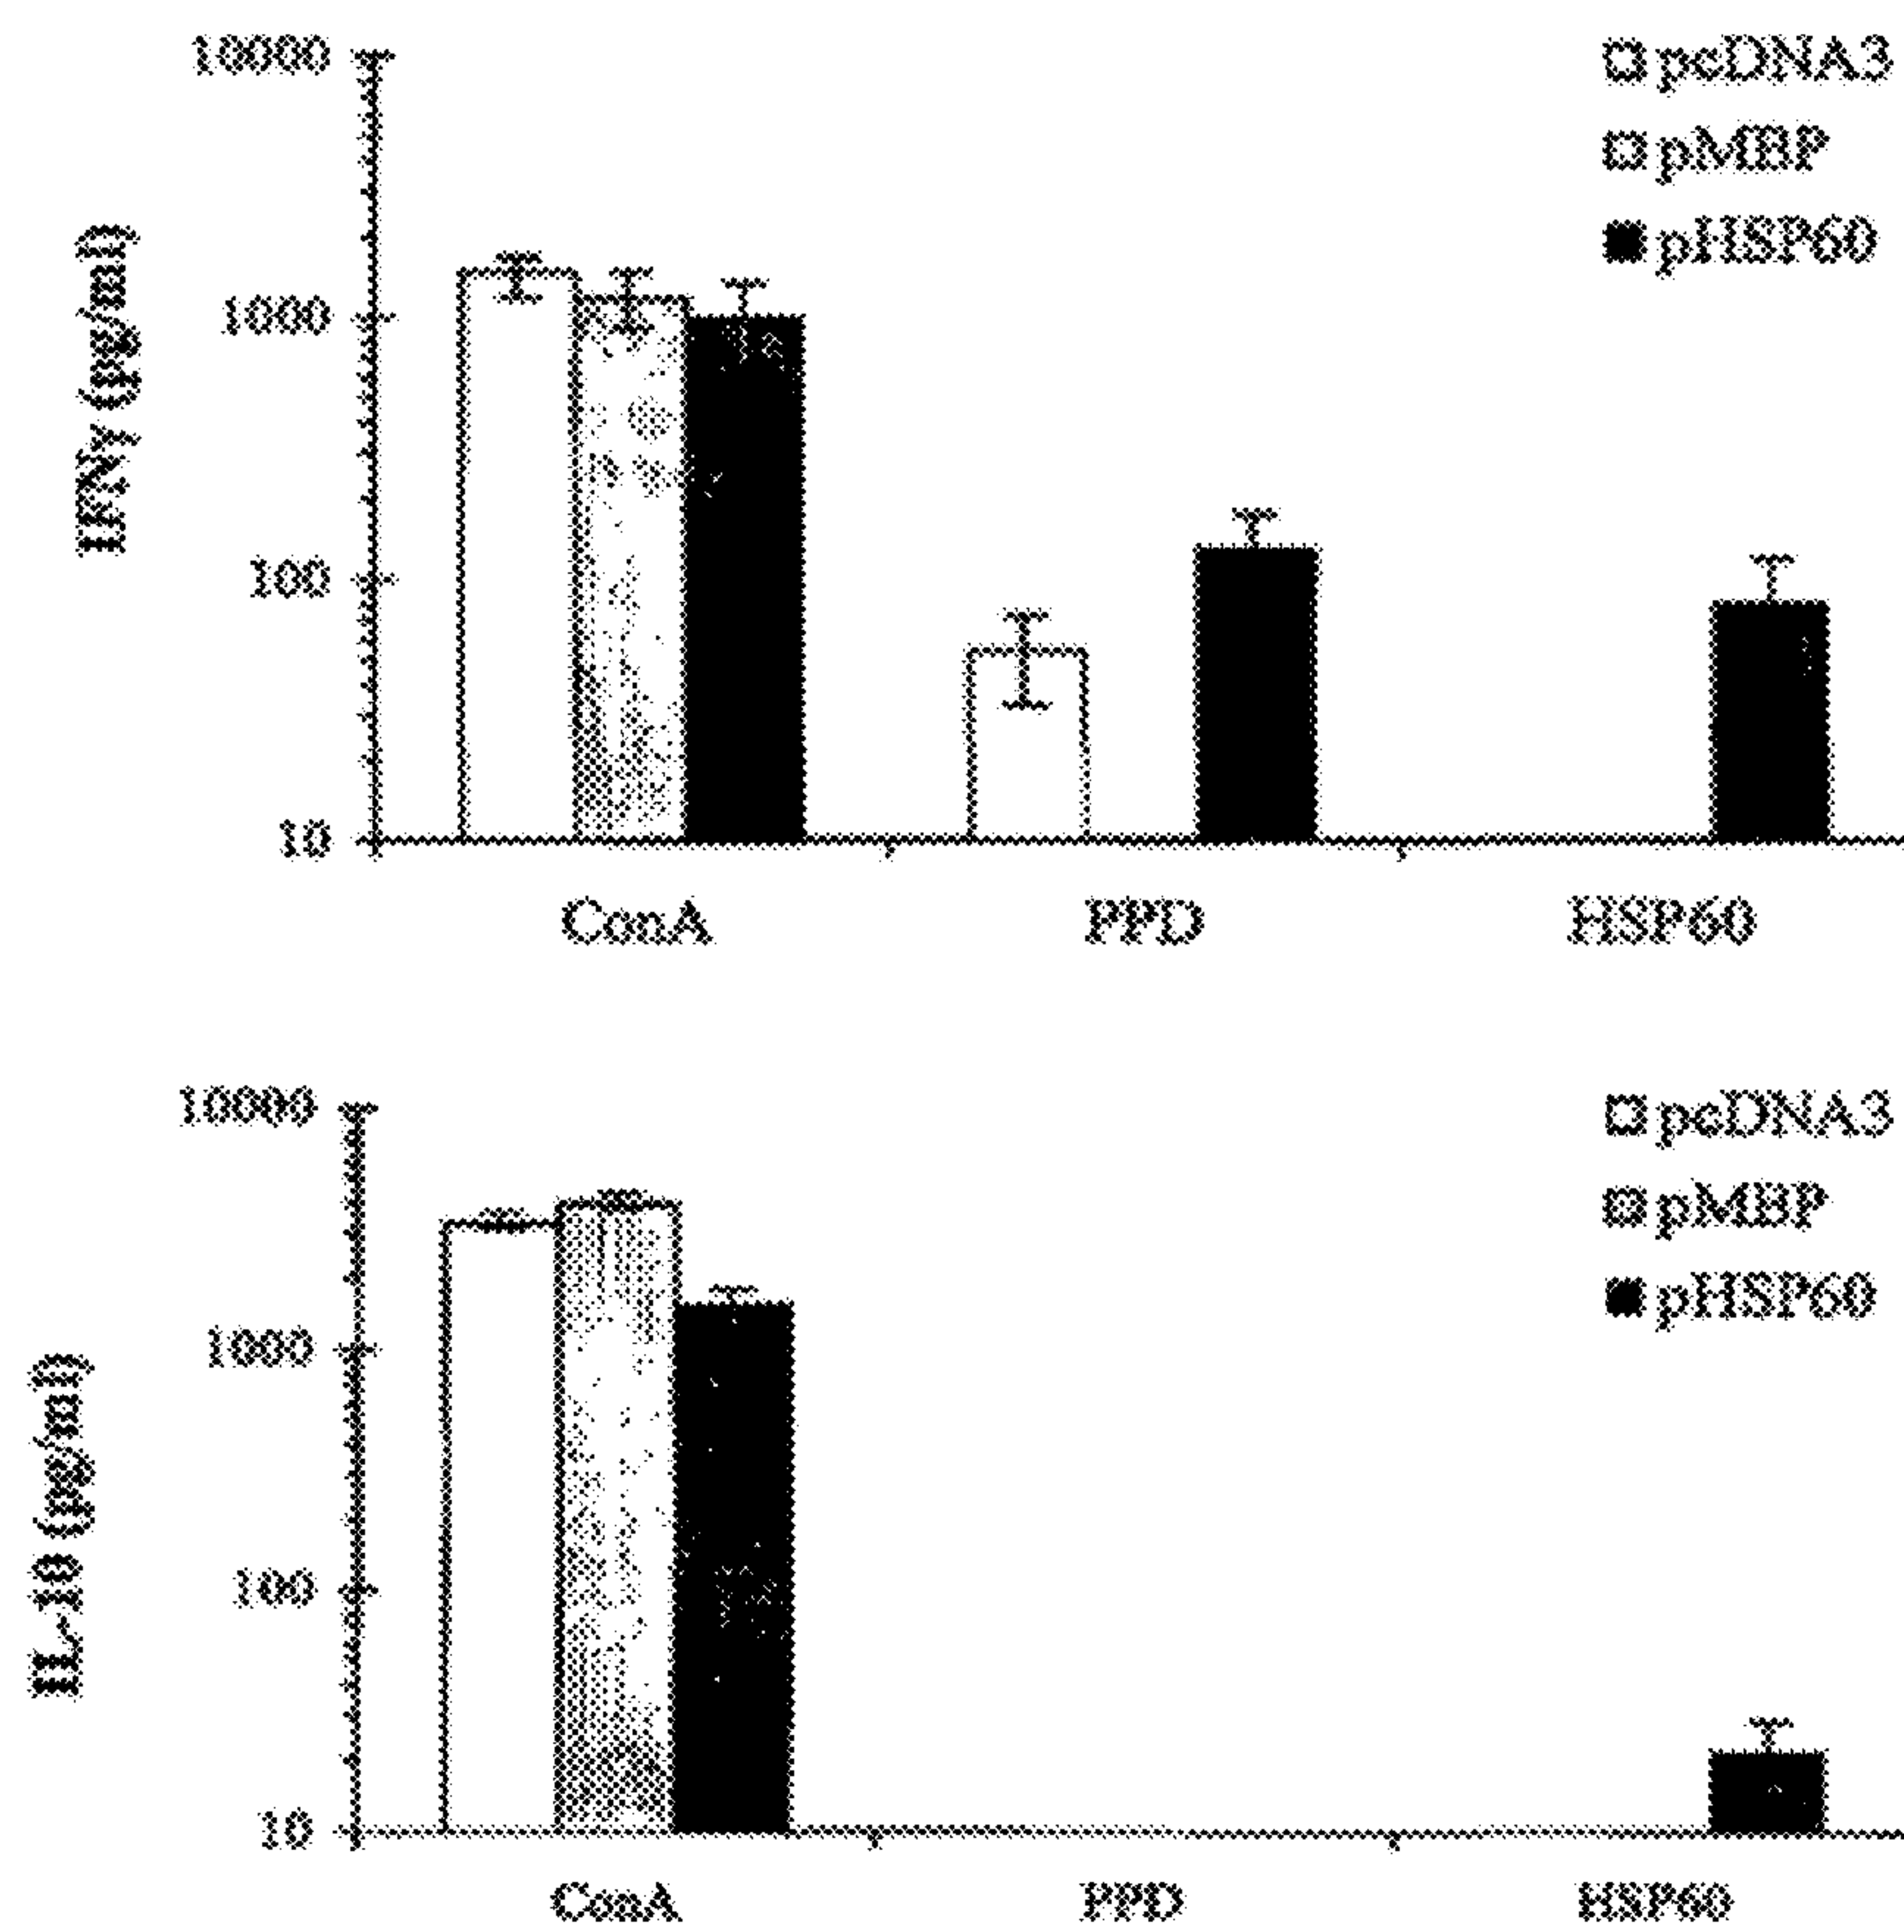 10000
1000
100
10
IFNγ (pg/ml)
pcDNA3
pMBP
pHSP60
ConA PPD HSP60
10000
1000
100
10
IL-10 (pg/ml)
pcDNA3
pMBP
pHSP60
ConA PPD HSP60